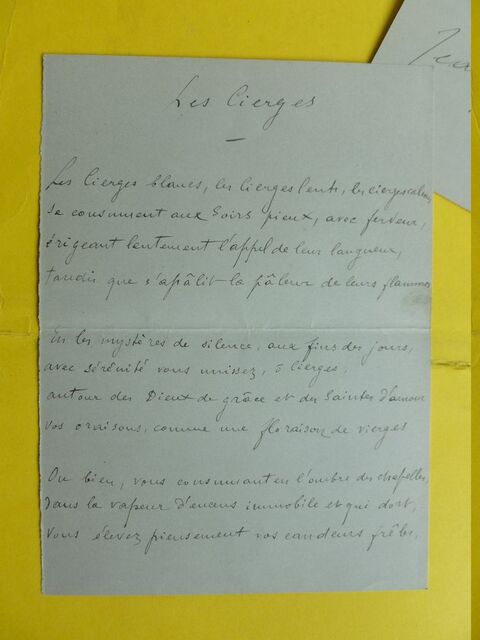 Les Cierges
Les Cierges blancs, les cierges lents, les cierges calmes
se consument aux Soirs pieux, avec ferveur,
érigeant lentement l'appel de leur langueur,
tandis que s'apâlit la pâleur de leurs flammes
En les mystères de silence, aux fins des jours,
avec sérénité vous unissez, ô Cierges,
autour des Dieux de grâce et des Saintes d'amour
vos oraisons, comme une floraison de vierges
Ou bien, vous consumant en l'ombre des chapelles,
dans la vapeur d'encens immobile et qui dort,
vous élevez pieusement vos candeurs frêles,